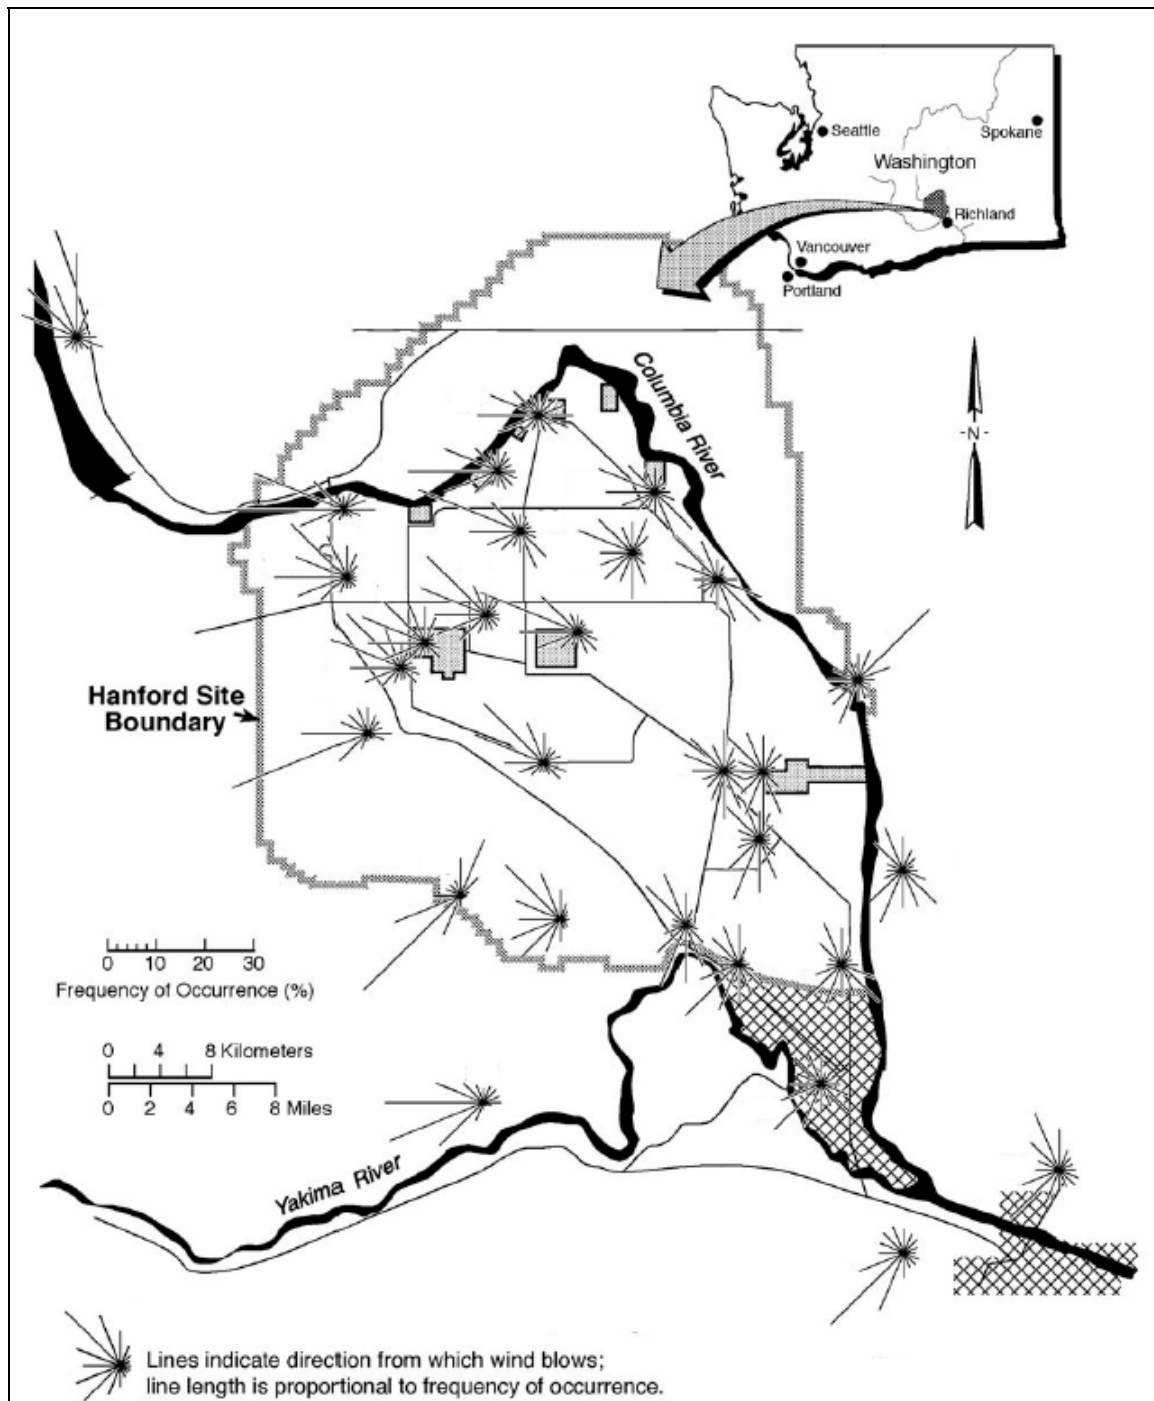 Seattle
Spokane
Washington
Richland
Vancouver
Portland
Columbia River
-N-
Hanford Site
Boundary
0 10 20 30
Frequency of Occurrence (%)
0 4 8 Kilometers
0 2 4 6 8 Miles
Yakima River
Lines indicate direction from which wind blows;
line length is proportional to frequency of occurrence.